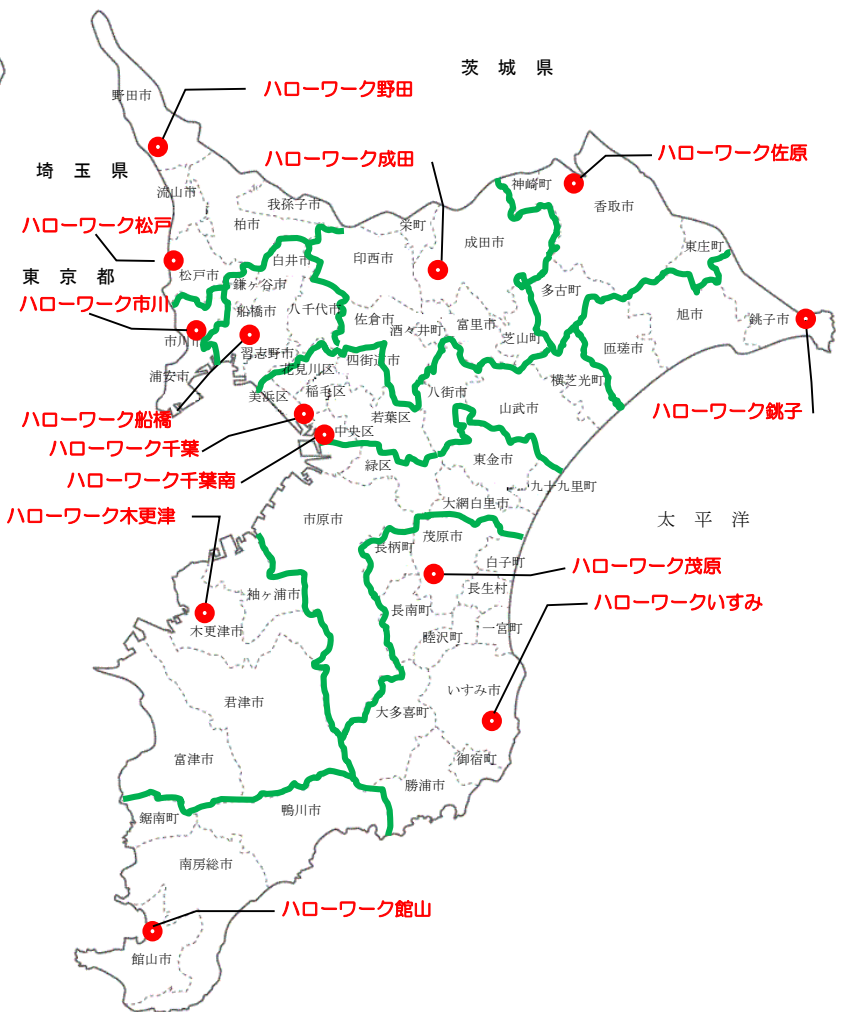 茨城県
野田市
ハローワーク野田
ハローワーク成田
ハローワーク佐原
埼玉県
流山市
神崎町
我孫子市
香取市
柏市
栄町
ハローワーク松戸
成田市
東庄町
白井市
印西市
東京都
松戸市
鎌ヶ谷市
多古町
ハローワーク市川
船橋市
八千代市
佐倉市
酒々井町
富里市
旭市
銚子市
市川市
芝山町
習志野市
四街道市
匝瑳市
浦安市
花見川区
横芝光町
美浜区
稲毛区
八街市
山武市
ハローワーク船橋
若葉区
ハローワーク銚子
中央区
ハローワーク千葉
緑区
東金市
ハローワーク千葉南
九十九里町
大網白里市
ハローワーク木更津
市原市
太平洋
茂原市
長柄町
白子町
ハローワーク茂原
長生村
袖ヶ浦市
ハローワークいすみ
長南町
木更津市
睦沢町
一宮町
いすみ市
君津市
大多喜町
富津市
御宿町
勝浦市
鴨川市
鋸南町
南房総市
ハローワーク館山
館山市